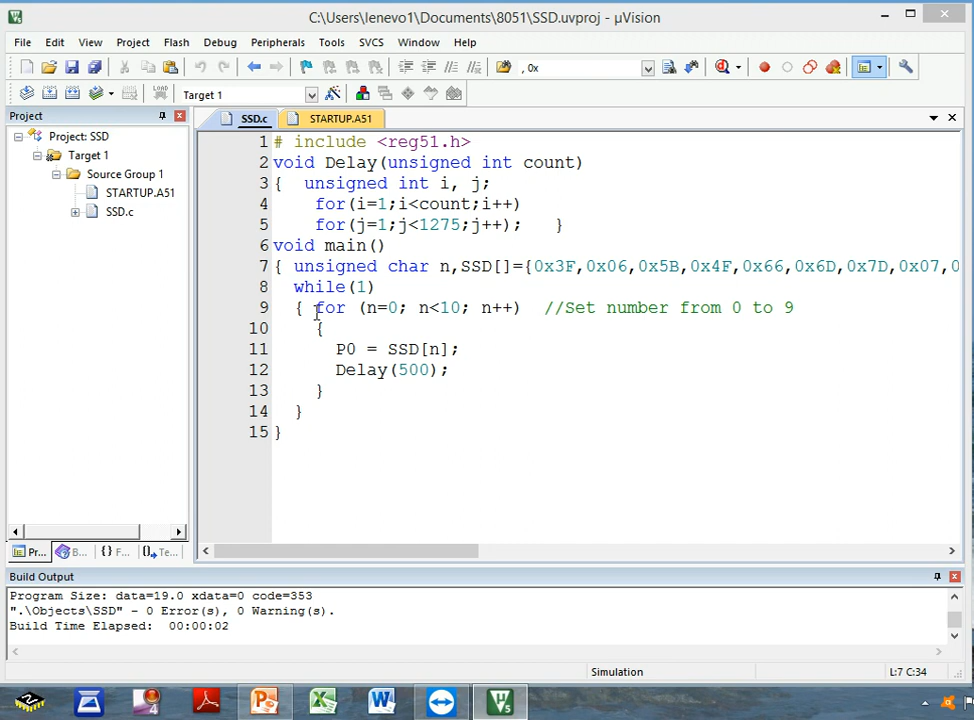 C:\Users\lenevo1\Documents\8051\SSD.uvproj - µVision
File Edit View Project Flash Debug Peripherals Tools SVCS Window Help
, 0x
LOAD
Target 1
Project
SSD.c STARTUP.A51
Project: SSD
Target 1
Source Group 1
STARTUP.A51
SSD.c
1 # include <reg51.h>
2 void Delay(unsigned int count)
3 { unsigned int i, j;
4 for(i=1;i<count;i++)
5 for(j=1;j<1275;j++); }
6 void main()
7 { unsigned char n,SSD[]={0x3F,0x06,0x5B,0x4F,0x66,0x6D,0x7D,0x07,0
8 while(1)
9 { for (n=0; n<10; n++) //Set number from 0 to 9
10 {
11 P0 = SSD[n];
12 Delay(500);
13 }
14 }
15 }
Pr... B... {} F... Te...
Build Output
Program Size: data=19.0 xdata=0 code=353
".\Objects\SSD" - 0 Error(s), 0 Warning(s).
Build Time Elapsed: 00:00:02
Simulation L:7 C:34